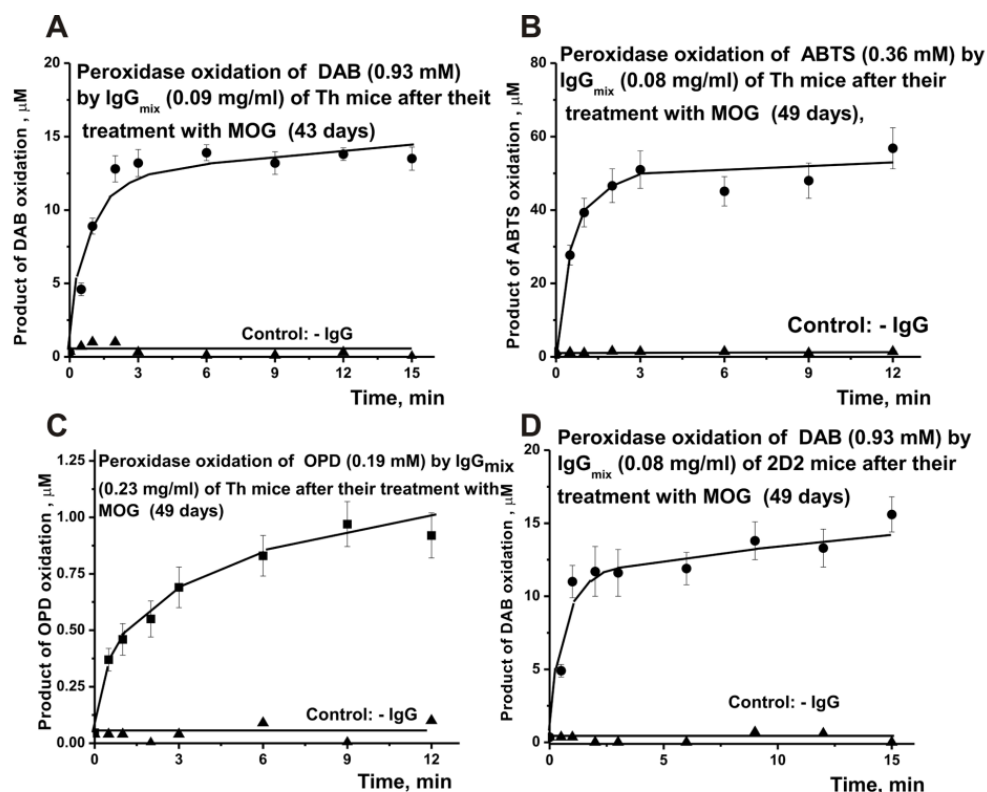 A
Peroxidase oxidation of DAB (0.93 mM)
by IgGmix (0.09 mg/ml) of Th mice after theit
treatment with MOG (43 days)
Product of DAB oxidation , µM
20
15
10
5
0
Control: - IgG
0 3 6 9 12 15
Time, min
B
Peroxidase oxidation of ABTS (0.36 mM) by
IgGmix (0.08 mg/ml) of Th mice after their
treatment with MOG (49 days),
Product of ABTS oxidation , µM
80
60
40
20
0
Control: - IgG
0 3 6 9 12
Time, min
C
Peroxidase oxidation of OPD (0.19 mM) by IgGmix
(0.23 mg/ml) of Th mice after their treatment with
MOG (49 days)
Product of OPD oxidation , µM
1.25
1.00
0.75
0.50
0.25
0.00
Control: - IgG
0 3 6 9 12
Time, min
D
Peroxidase oxidation of DAB (0.93 mM) by
IgGmix (0.08 mg/ml) of 2D2 mice after their
treatment with MOG (49 days)
Product of DAB oxidation , µM
20
15
10
5
0
Control: - IgG
0 5 10 15
Time, min